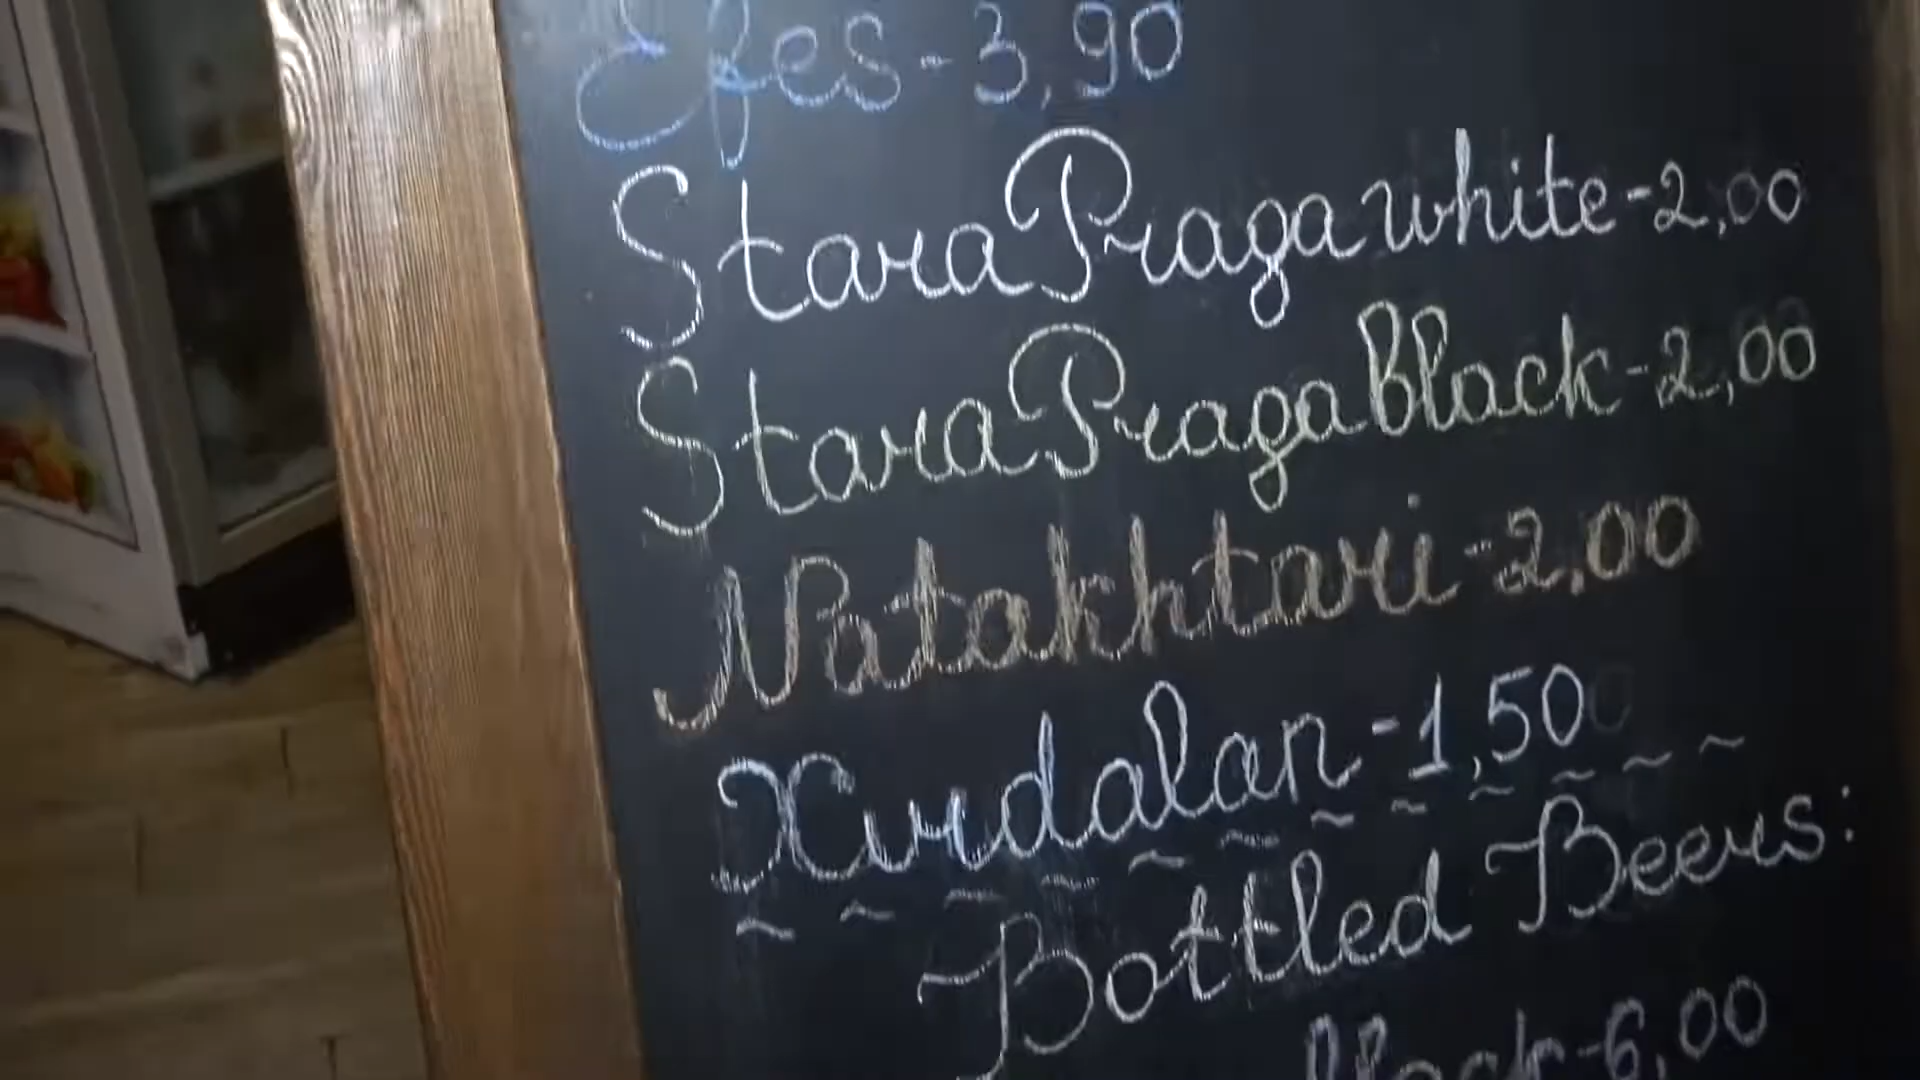 Efes-3,90
Stara Praga white-2,00
Stara Praga black-2,00
Natakhtari-2.00
Xırdalan-1,50
Bottled Beers:
black-6,00